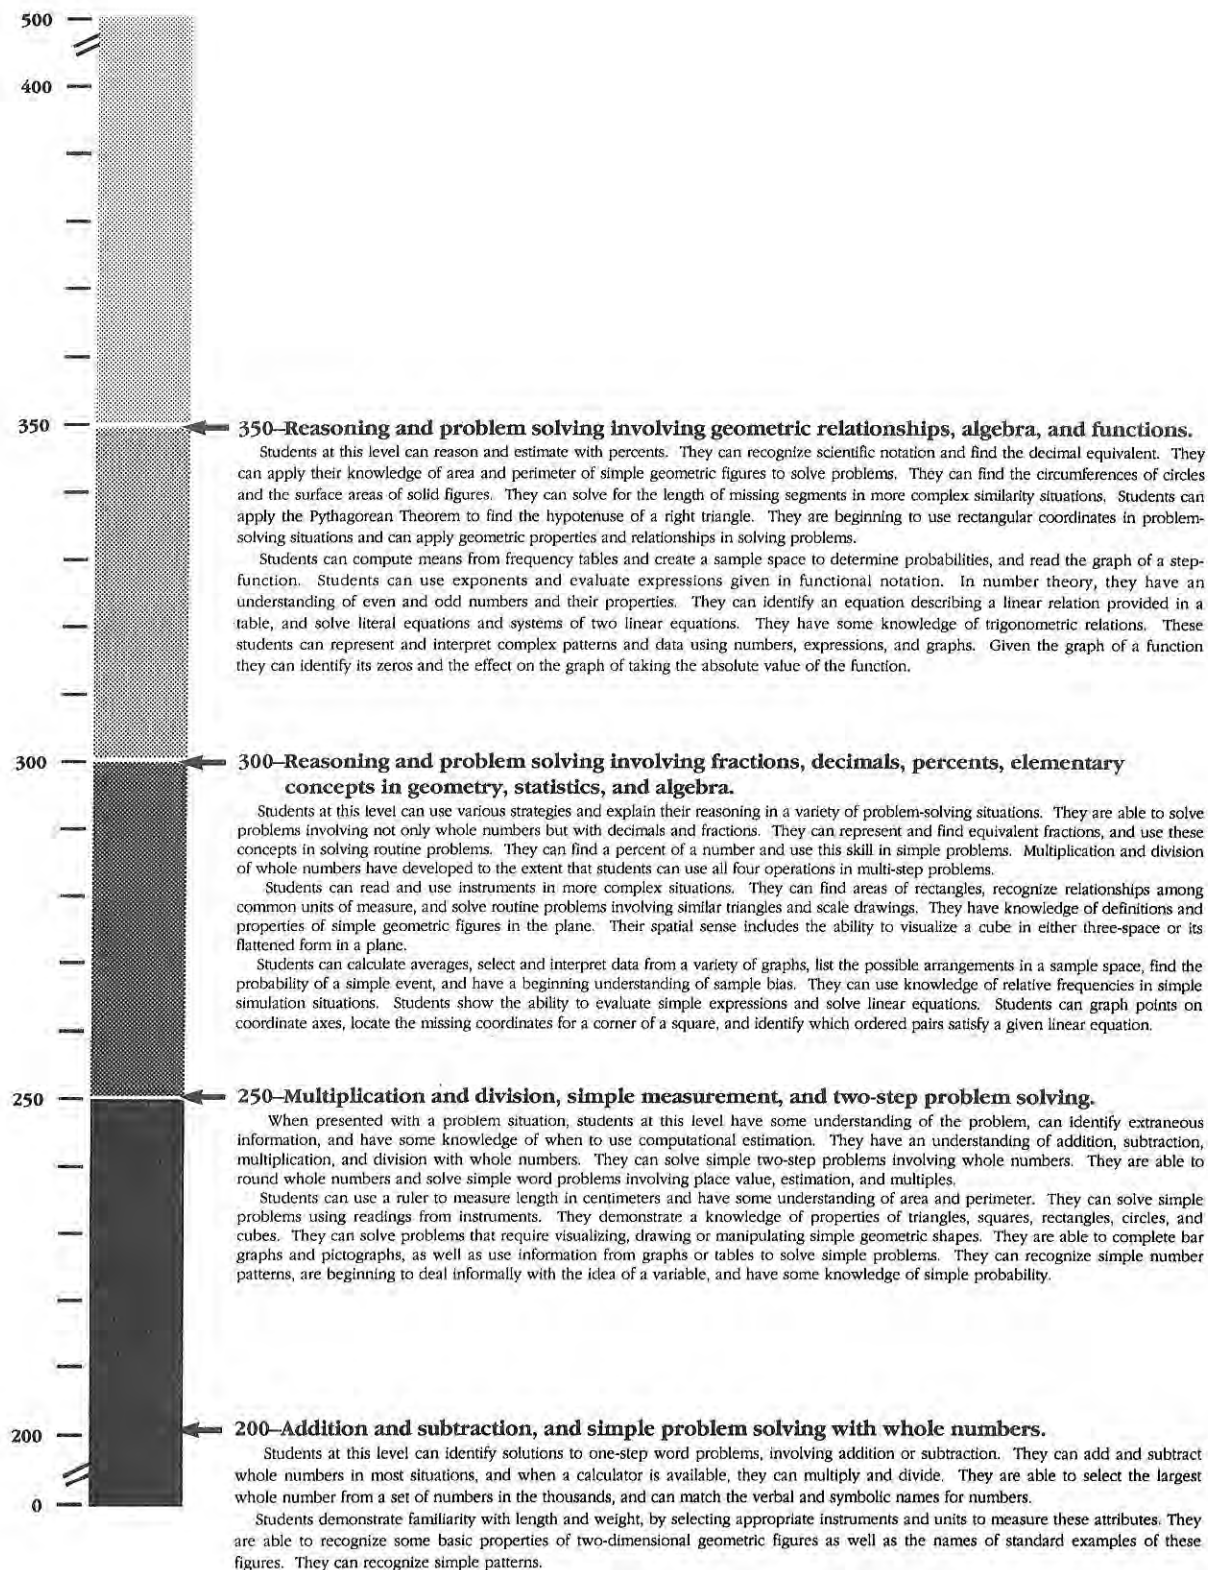 500
400
350
350–Reasoning and problem solving involving geometric relationships, algebra, and functions.
Students at this level can reason and estimate with percents. They can recognize scientific notation and find the decimal equivalent. They
can apply their knowledge of area and perimeter of simple geometric figures to solve problems. They can find the circumferences of circles
and the surface areas of solid figures. They can solve for the length of missing segments in more complex similarity situations. Students can
apply the Pythagorean Theorem to find the hypotenuse of a right triangle. They are beginning to use rectangular coordinates in problem-
solving situations and can apply geometric properties and relationships in solving problems.
Students can compute means from frequency tables and create a sample space to determine probabilities, and read the graph of a step-
function. Students can use exponents and evaluate expressions given in functional notation. In number theory, they have an
understanding of even and odd numbers and their properties. They can identify an equation describing a linear relation provided in a
table, and solve literal equations and systems of two linear equations. They have some knowledge of trigonometric relations. These
students can represent and interpret complex patterns and data using numbers, expressions, and graphs. Given the graph of a function
they can identify its zeros and the effect on the graph of taking the absolute value of the function.
300
300–Reasoning and problem solving involving fractions, decimals, percents, elementary
concepts in geometry, statistics, and algebra.
Students at this level can use various strategies and explain their reasoning in a variety of problem-solving situations. They are able to solve
problems involving not only whole numbers but with decimals and fractions. They can represent and find equivalent fractions, and use these
concepts in solving routine problems. They can find a percent of a number and use this skill in simple problems. Multiplication and division
of whole numbers have developed to the extent that students can use all four operations in multi-step problems.
Students can read and use instruments in more complex situations. They can find areas of rectangles, recognize relationships among
common units of measure, and solve routine problems involving similar triangles and scale drawings. They have knowledge of definitions and
properties of simple geometric figures in the plane. Their spatial sense includes the ability to visualize a cube in either three-space or its
flattened form in a plane.
Students can calculate averages, select and interpret data from a variety of graphs, list the possible arrangements in a sample space, find the
probability of a simple event, and have a beginning understanding of sample bias. They can use knowledge of relative frequencies in simple
simulation situations. Students show the ability to evaluate simple expressions and solve linear equations. Students can graph points on
coordinate axes, locate the missing coordinates for a corner of a square, and identify which ordered pairs satisfy a given linear equation.
250
250–Multiplication and division, simple measurement, and two-step problem solving.
When presented with a problem situation, students at this level have some understanding of the problem, can identify extraneous
information, and have some knowledge of when to use computational estimation. They have an understanding of addition, subtraction,
multiplication, and division with whole numbers. They can solve simple two-step problems involving whole numbers. They are able to
round whole numbers and solve simple word problems involving place value, estimation, and multiples.
Students can use a ruler to measure length in centimeters and have some understanding of area and perimeter. They can solve simple
problems using readings from instruments. They demonstrate a knowledge of properties of triangles, squares, rectangles, circles, and
cubes. They can solve problems that require visualizing, drawing or manipulating simple geometric shapes. They are able to complete bar
graphs and pictographs, as well as use information from graphs or tables to solve simple problems. They can recognize simple number
patterns, are beginning to deal informally with the idea of a variable, and have some knowledge of simple probability.
200
200–Addition and subtraction, and simple problem solving with whole numbers.
Students at this level can identify solutions to one-step word problems, involving addition or subtraction. They can add and subtract
whole numbers in most situations, and when a calculator is available, they can multiply and divide. They are able to select the largest
whole number from a set of numbers in the thousands, and can match the verbal and symbolic names for numbers.
0
Students demonstrate familiarity with length and weight, by selecting appropriate instruments and units to measure these attributes. They
are able to recognize some basic properties of two-dimensional geometric figures as well as the names of standard examples of these
figures. They can recognize simple patterns.